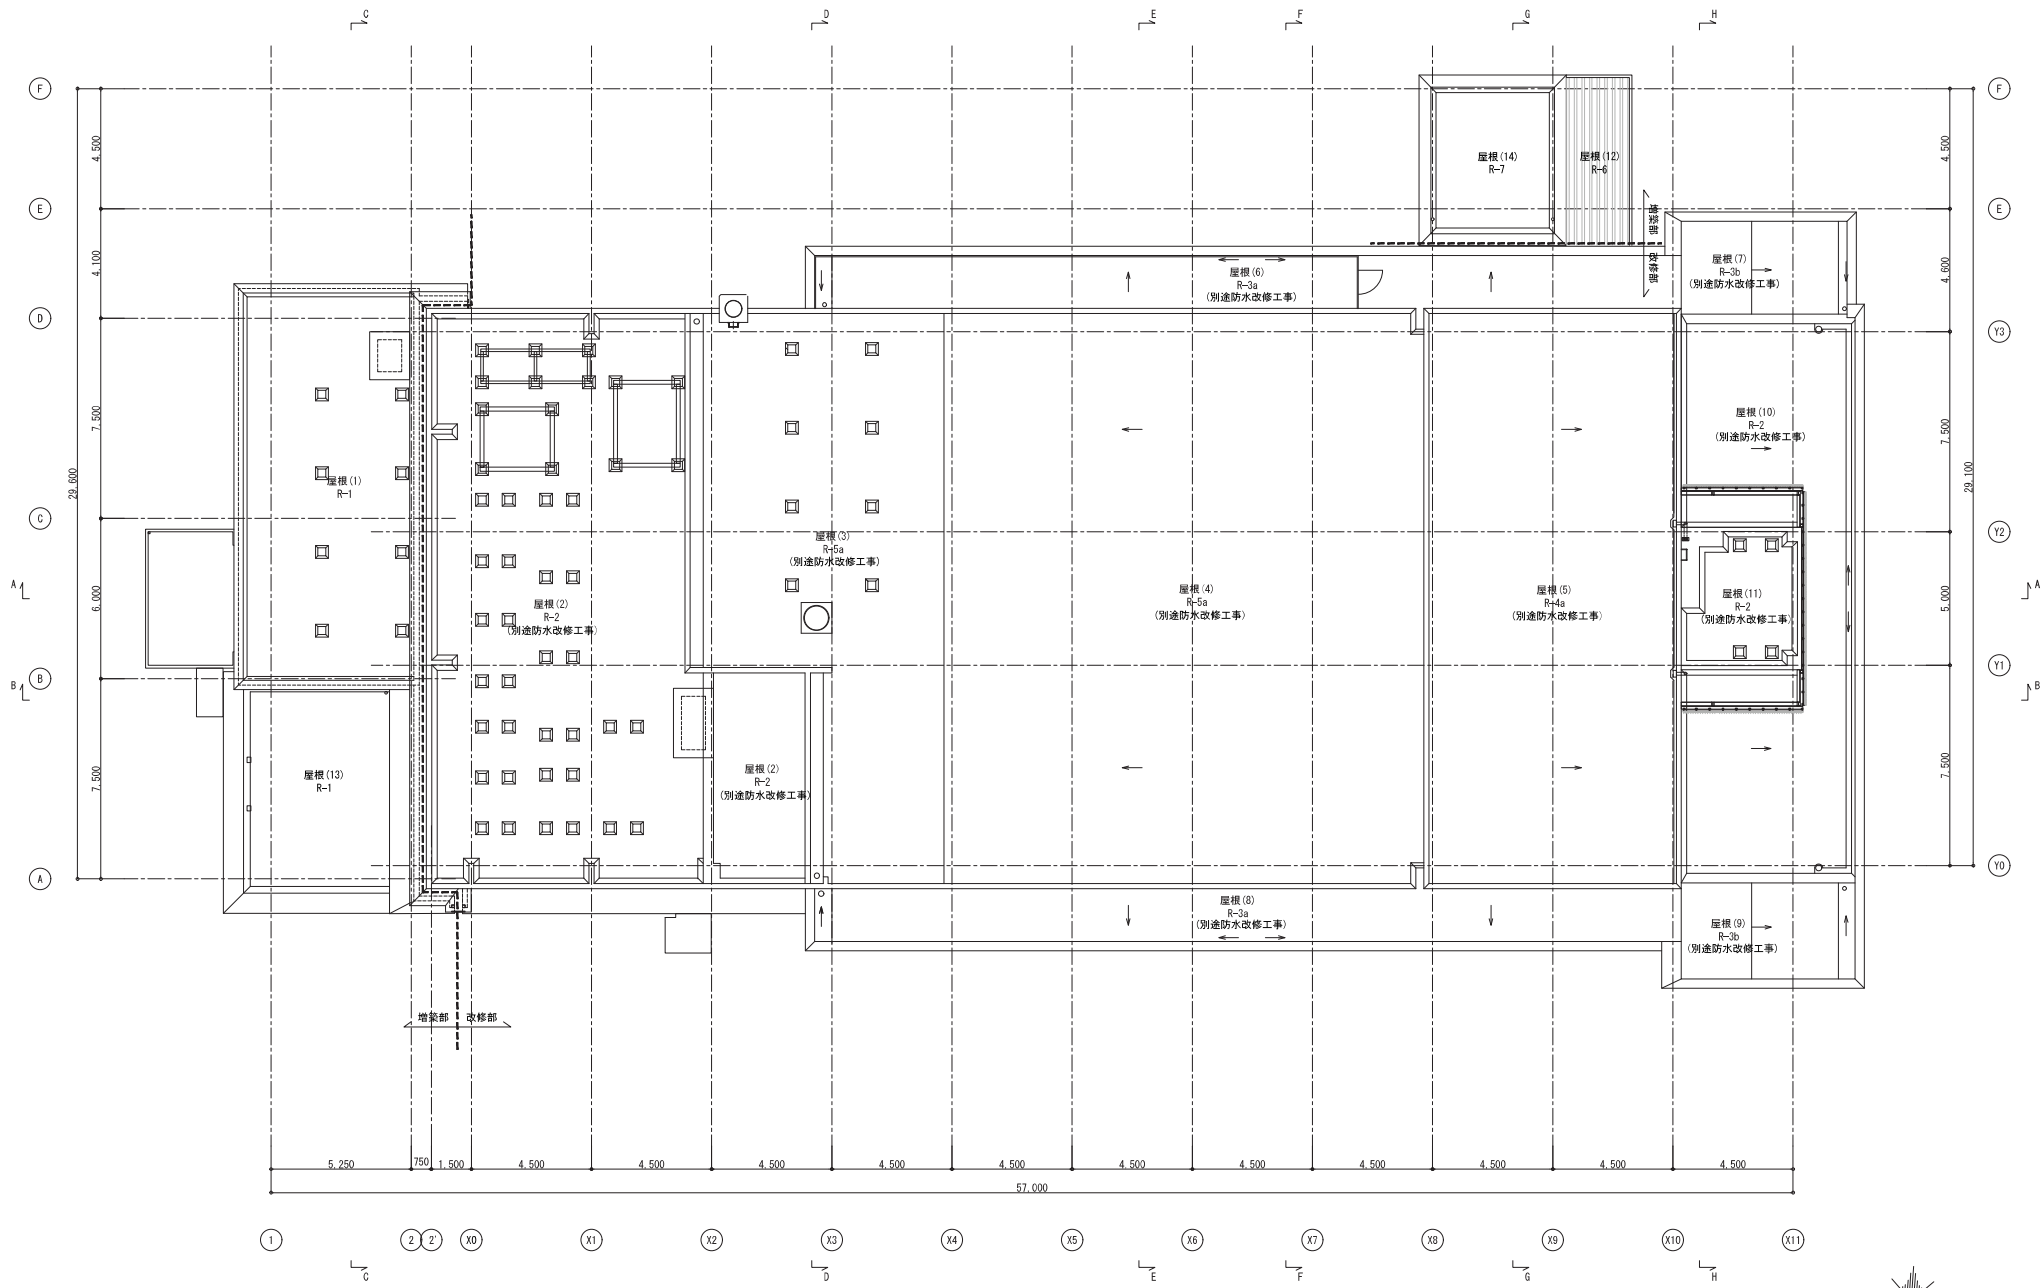 C D E F G H
F F
4,500 4,500
屋根(14)
R-7
屋根(12)
R-6
E E
増築部 改修部
4,100 4,600
屋根(6)
R-3a
(別途防水改修工事)
屋根(7)
R-3b
(別途防水改修工事)
D D
Y3
7,500 7,500
屋根(10)
R-2
(別途防水改修工事)
29,600 29,100
屋根(1)
R-1
C C
Y2
屋根(3)
R-5a
(別途防水改修工事)
A A
6,000 5,000
屋根(2)
R-2
(別途防水改修工事)
屋根(4)
R-5a
(別途防水改修工事)
屋根(5)
R-4a
(別途防水改修工事)
屋根(11)
R-2
(別途防水改修工事)
B
Y1
B B
7,500 7,500
屋根(13)
R-1
屋根(2)
R-2
(別途防水改修工事)
A
Y0
屋根(8)
R-3a
(別途防水改修工事)
屋根(9)
R-3b
(別途防水改修工事)
増築部 改修部
5,250 750 1,500 4,500 4,500 4,500 4,500 4,500 4,500 4,500 4,500 4,500 4,500 4,500
57,000
1 2 2' X0 X1 X2 X3 X4 X5 X6 X7 X8 X9 X10 X11
C D E F G H